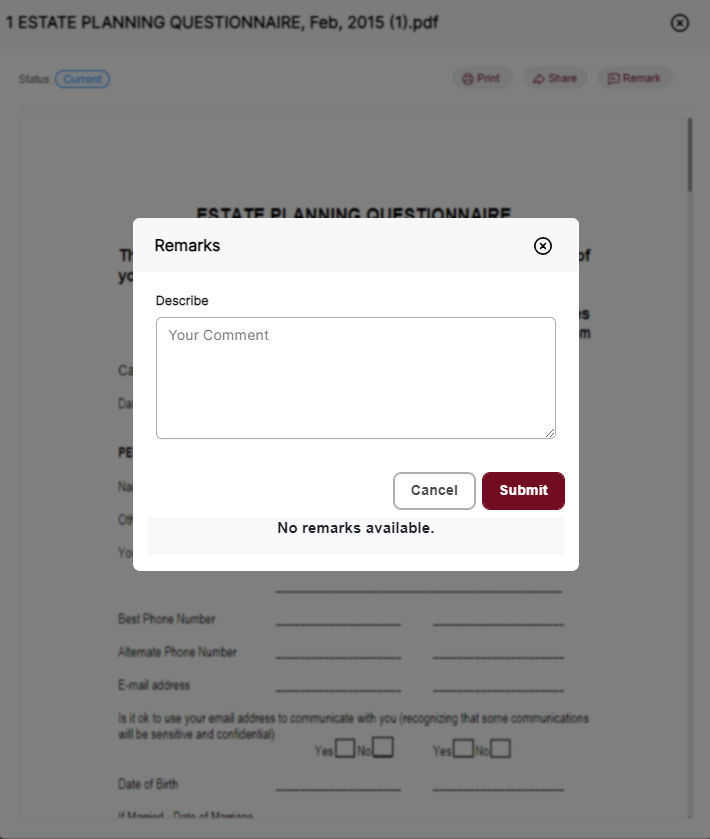 1 ESTATE PLANNING QUESTIONNAIRE, Feb, 2015 (1).pdf
Status: Current
Print
Share
Remark
ESTATE PLANNING QUESTIONNAIRE
Remarks
Describe
Your Comment
Cancel
Submit
No remarks available.
Best Phone Number
Alternate Phone Number
E-mail address
Is it ok to use your email address to communicate with you (recognizing that some communications
will be sensitive and confidential)
Yes No Yes No
Date of Birth
If Married - Date of Marriage